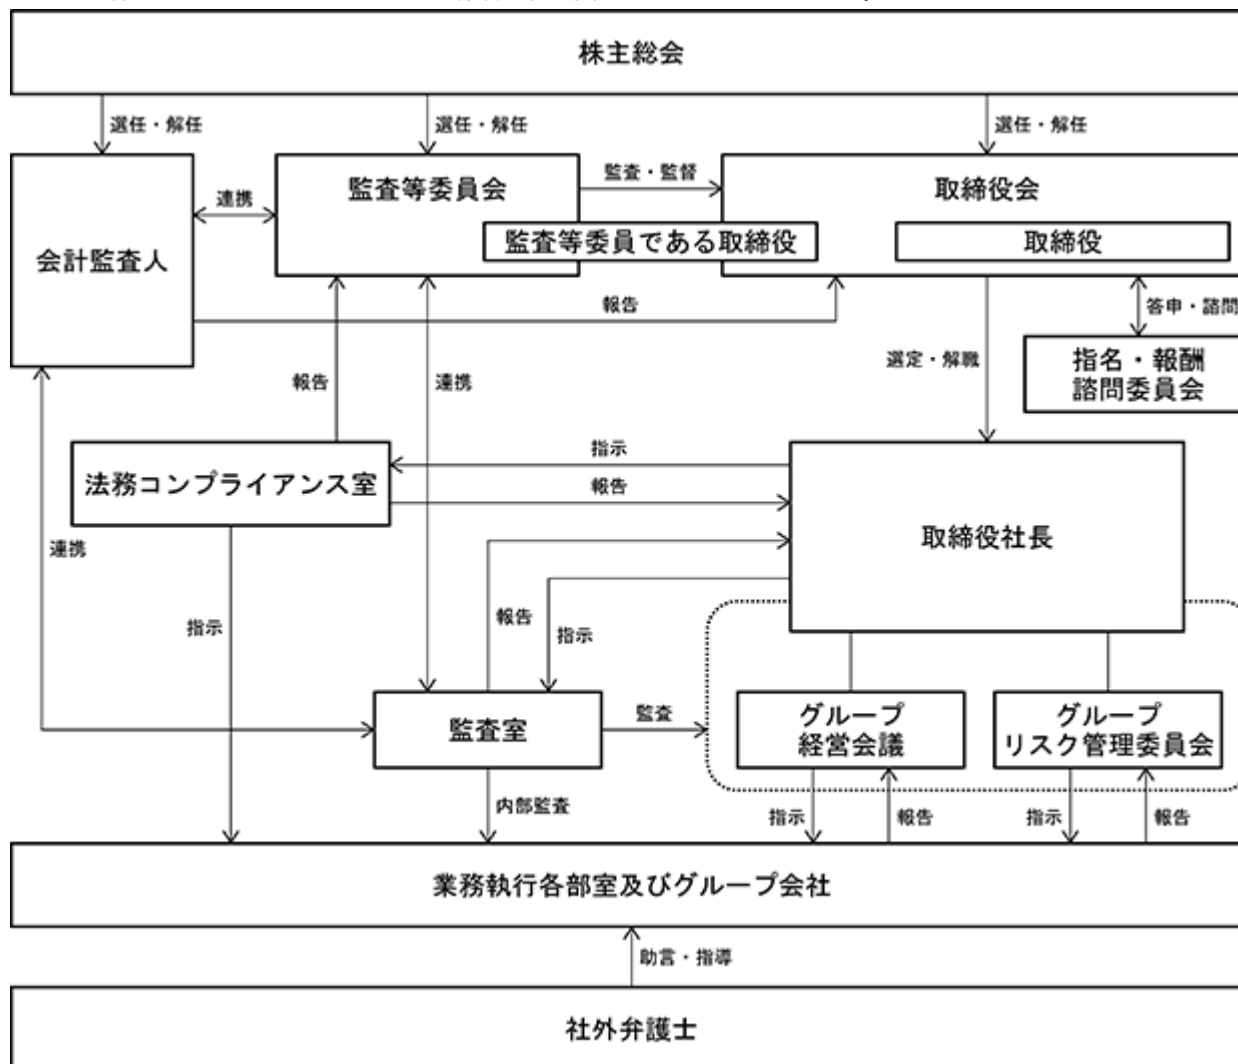 株主総会
選任・解任
選任・解任
選任・解任
会計監査人
連携
監査等委員会
監査・監督
取締役会
監査等委員である取締役
取締役
報告
答申・諮問
指名・報酬
諮問委員会
選定・解職
報告
連携
法務コンプライアンス室
指示
報告
取締役社長
連携
指示
報告
指示
監査室
監査
グループ
経営会議
グループ
リスク管理委員会
内部監査
指示
報告
指示
報告
業務執行各部室及びグループ会社
助言・指導
社外弁護士